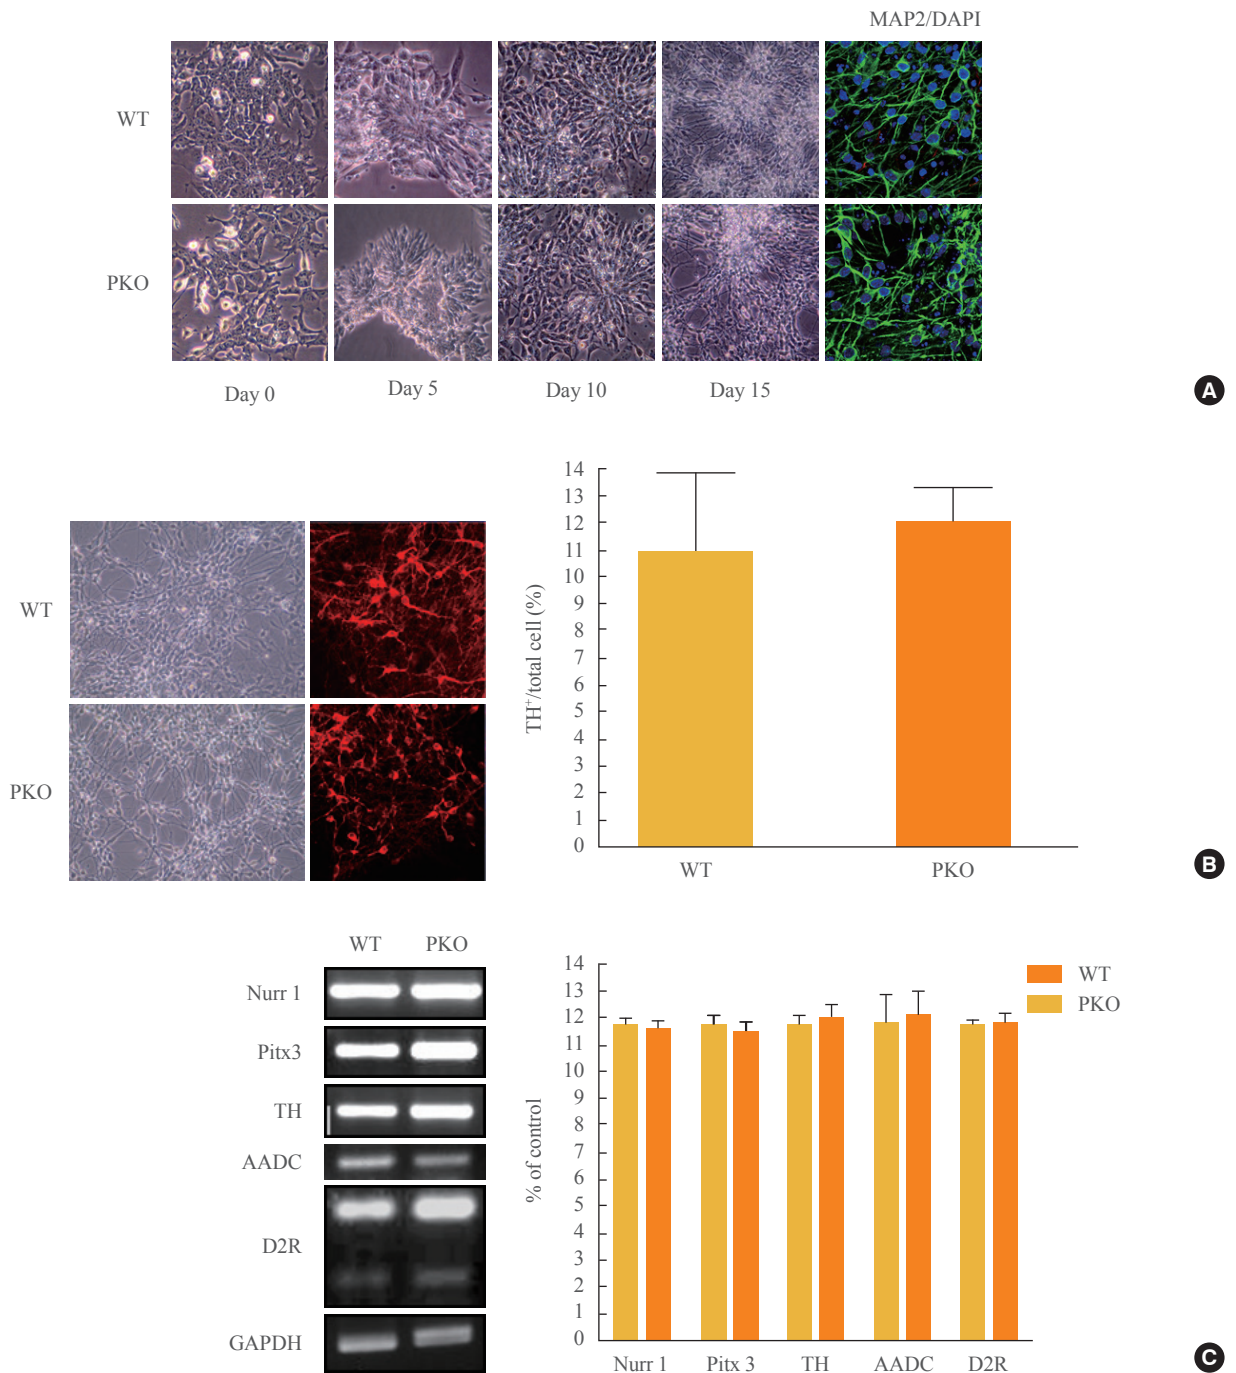 MAP2/DAPI
WT
PKO
Day 0
Day 5
Day 10
Day 15
A
WT
PKO
TH⁺/total cell (%)
14
13
12
11
10
9
8
7
6
5
4
3
2
1
0
WT
PKO
B
WT
PKO
Nurr 1
Pitx3
TH
AADC
D2R
GAPDH
% of control
14
13
12
11
10
9
8
7
6
5
4
3
2
1
0
Nurr 1
Pitx 3
TH
AADC
D2R
WT
PKO
C